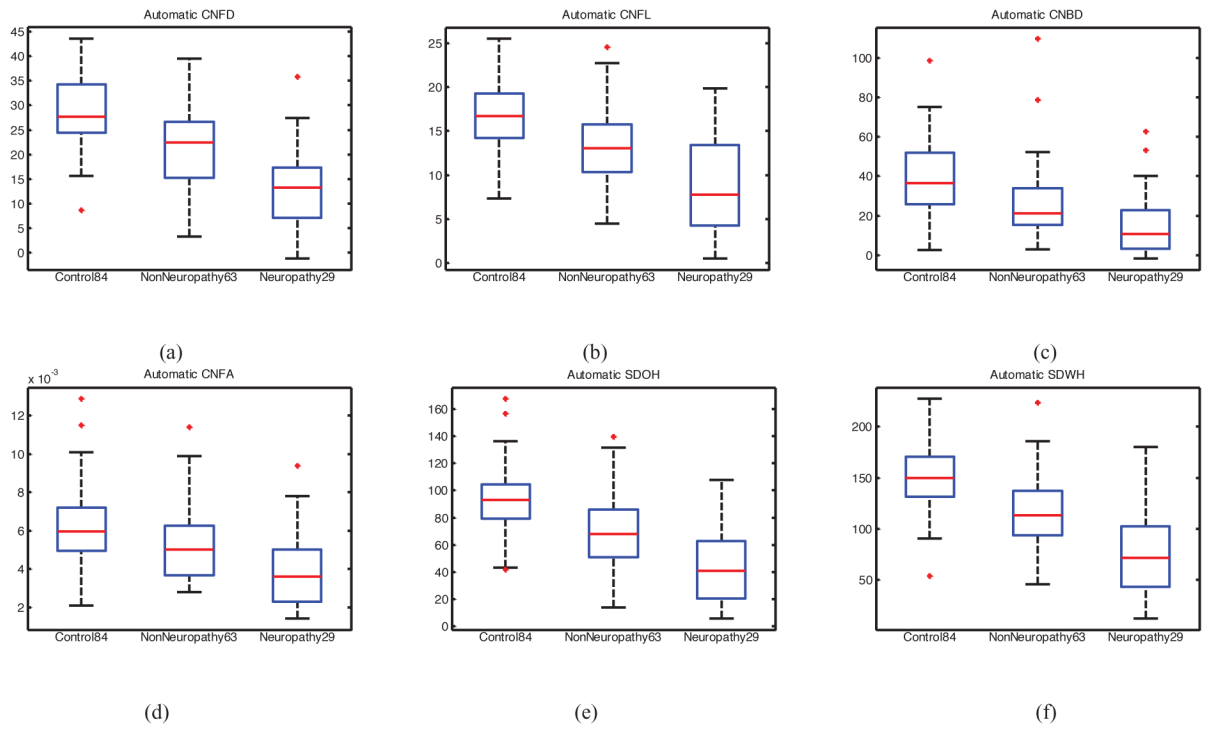 Automatic CNFD
45
40
35
30
25
20
15
10
5
0
Control84 NonNeuropathy63 Neuropathy29
(a)
Automatic CNFL
25
20
15
10
5
0
Control84 NonNeuropathy63 Neuropathy29
(b)
Automatic CNBD
100
80
60
40
20
0
Control84 NonNeuropathy63 Neuropathy29
(c)
Automatic CNFA
x 10⁻³
12
10
8
6
4
2
Control84 NonNeuropathy63 Neuropathy29
(d)
Automatic SDOH
160
140
120
100
80
60
40
20
0
Control84 NonNeuropathy63 Neuropathy29
(e)
Automatic SDWH
200
150
100
50
Control84 NonNeuropathy63 Neuropathy29
(f)